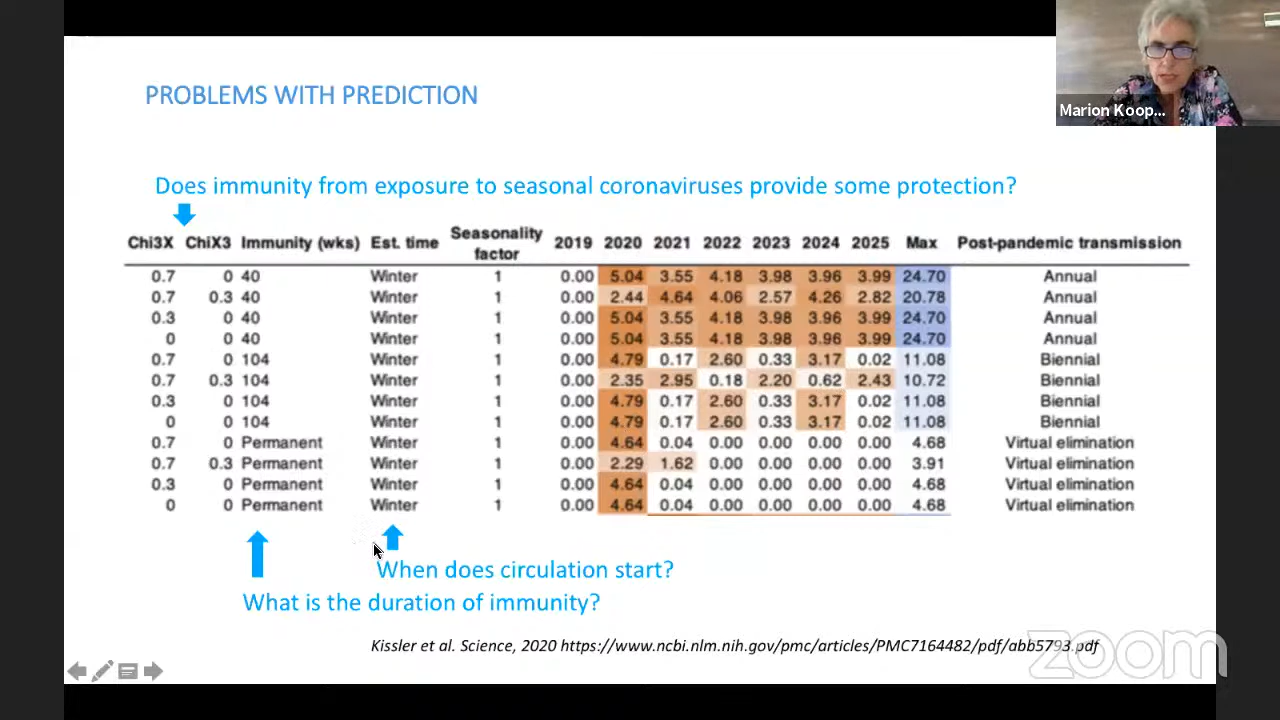 Marion Koop...
PROBLEMS WITH PREDICTION
Does immunity from exposure to seasonal coronaviruses provide some protection?
Chi3X ChiX3 Immunity (wks) Est. time Seasonality factor 2019 2020 2021 2022 2023 2024 2025 Max Post-pandemic transmission
0.7 0 40 Winter 1 0.00 5.04 3.55 4.18 3.98 3.96 3.99 24.70 Annual
0.7 0.3 40 Winter 1 0.00 2.44 4.64 4.06 2.57 4.26 2.82 20.78 Annual
0.3 0 40 Winter 1 0.00 5.04 3.55 4.18 3.98 3.96 3.99 24.70 Annual
0 0 40 Winter 1 0.00 5.04 3.55 4.18 3.98 3.96 3.99 24.70 Annual
0.7 0 104 Winter 1 0.00 4.79 0.17 2.60 0.33 3.17 0.02 11.08 Biennial
0.7 0.3 104 Winter 1 0.00 2.35 2.95 0.18 2.20 0.62 2.43 10.72 Biennial
0.3 0 104 Winter 1 0.00 4.79 0.17 2.60 0.33 3.17 0.02 11.08 Biennial
0 0 104 Winter 1 0.00 4.79 0.17 2.60 0.33 3.17 0.02 11.08 Biennial
0.7 0 Permanent Winter 1 0.00 4.64 0.04 0.00 0.00 0.00 0.00 4.68 Virtual elimination
0.7 0.3 Permanent Winter 1 0.00 2.29 1.62 0.00 0.00 0.00 0.00 3.91 Virtual elimination
0.3 0 Permanent Winter 1 0.00 4.64 0.04 0.00 0.00 0.00 0.00 4.68 Virtual elimination
0 0 Permanent Winter 1 0.00 4.64 0.04 0.00 0.00 0.00 0.00 4.68 Virtual elimination
When does circulation start?
What is the duration of immunity?
Kissler et al. Science, 2020 https://www.ncbi.nlm.nih.gov/pmc/articles/PMC7164482/pdf/abb5793.pdf
zoom